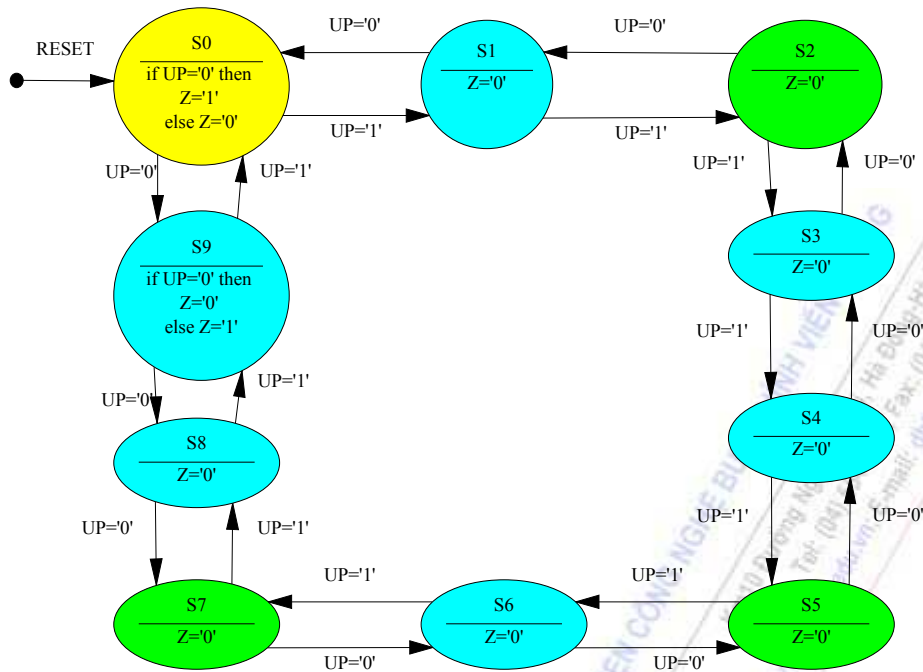 RESET
S0
if UP='0' then
Z='1'
else Z='0'
UP='0'
S1
Z='0'
UP='1'
UP='0'
S2
Z='0'
UP='1'
UP='0'
UP='1'
UP='1'
UP='0'
S9
if UP='0' then
Z='0'
else Z='1'
S3
Z='0'
UP='1'
UP='0'
UP='0'
UP='1'
S8
Z='0'
S4
Z='0'
UP='0'
UP='1'
UP='1'
UP='0'
S7
Z='0'
UP='1'
UP='0'
S6
Z='0'
UP='1'
UP='0'
S5
Z='0'